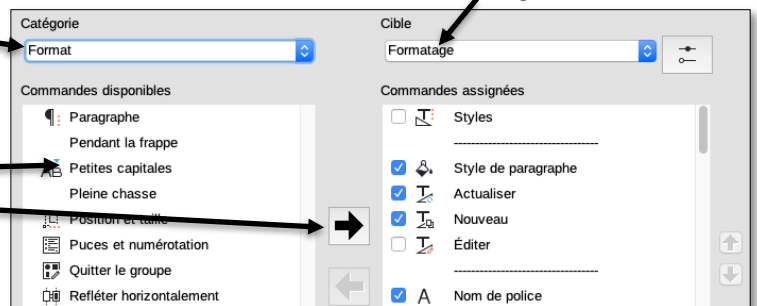 Catégorie
Format
Commandes disponibles
Paragraphe
Pendant la frappe
Petites capitales
Pleine chasse
Position et taille
Puces et numérotation
Quitter le groupe
Refléter horizontalement
Cible
Formatage
Commandes assignées
Styles
----------------------------------
Style de paragraphe
Actualiser
Nouveau
Éditer
----------------------------------
Nom de police